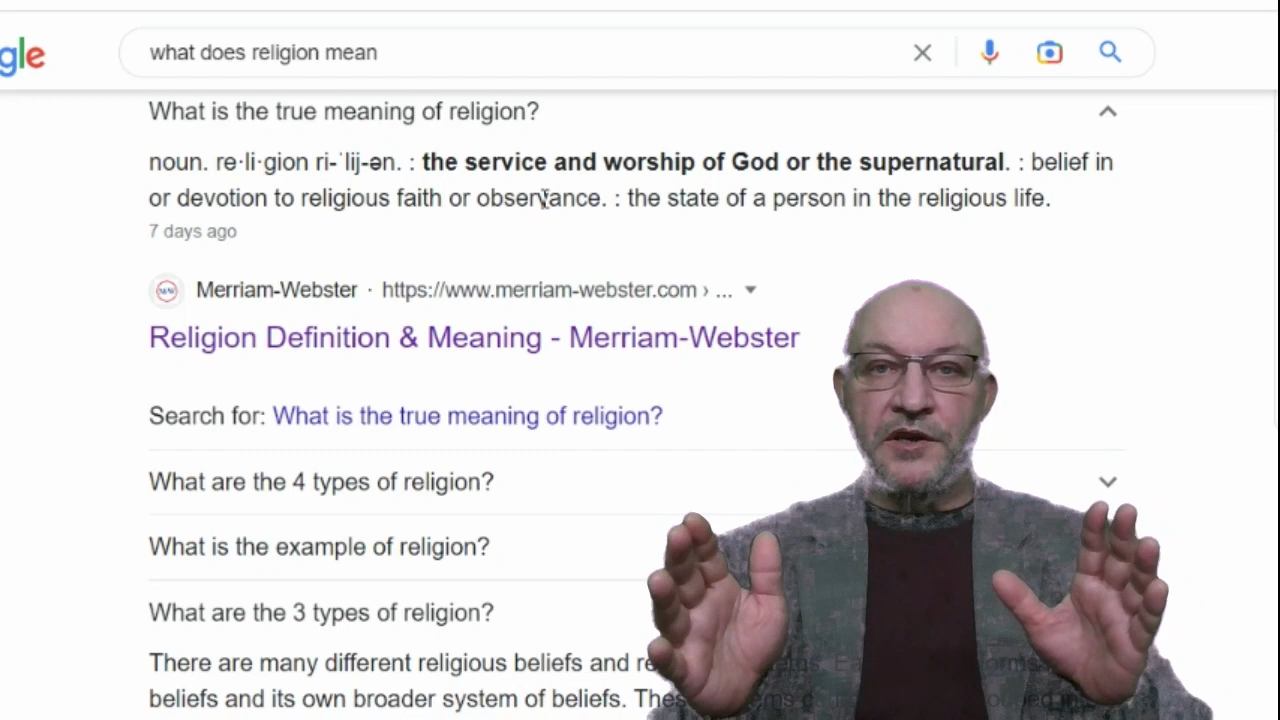 gle
what does religion mean
What is the true meaning of religion?
noun. re·li·gion ri-ˈlij-ən. : the service and worship of God or the supernatural. : belief in
or devotion to religious faith or observance. : the state of a person in the religious life.
7 days ago
Merriam-Webster · https://www.merriam-webster.com › ...
Religion Definition & Meaning - Merriam-Webster
Search for: What is the true meaning of religion?
What are the 4 types of religion?
What is the example of religion?
What are the 3 types of religion?
There are many different religious beliefs and
beliefs and its own broader system of beliefs.